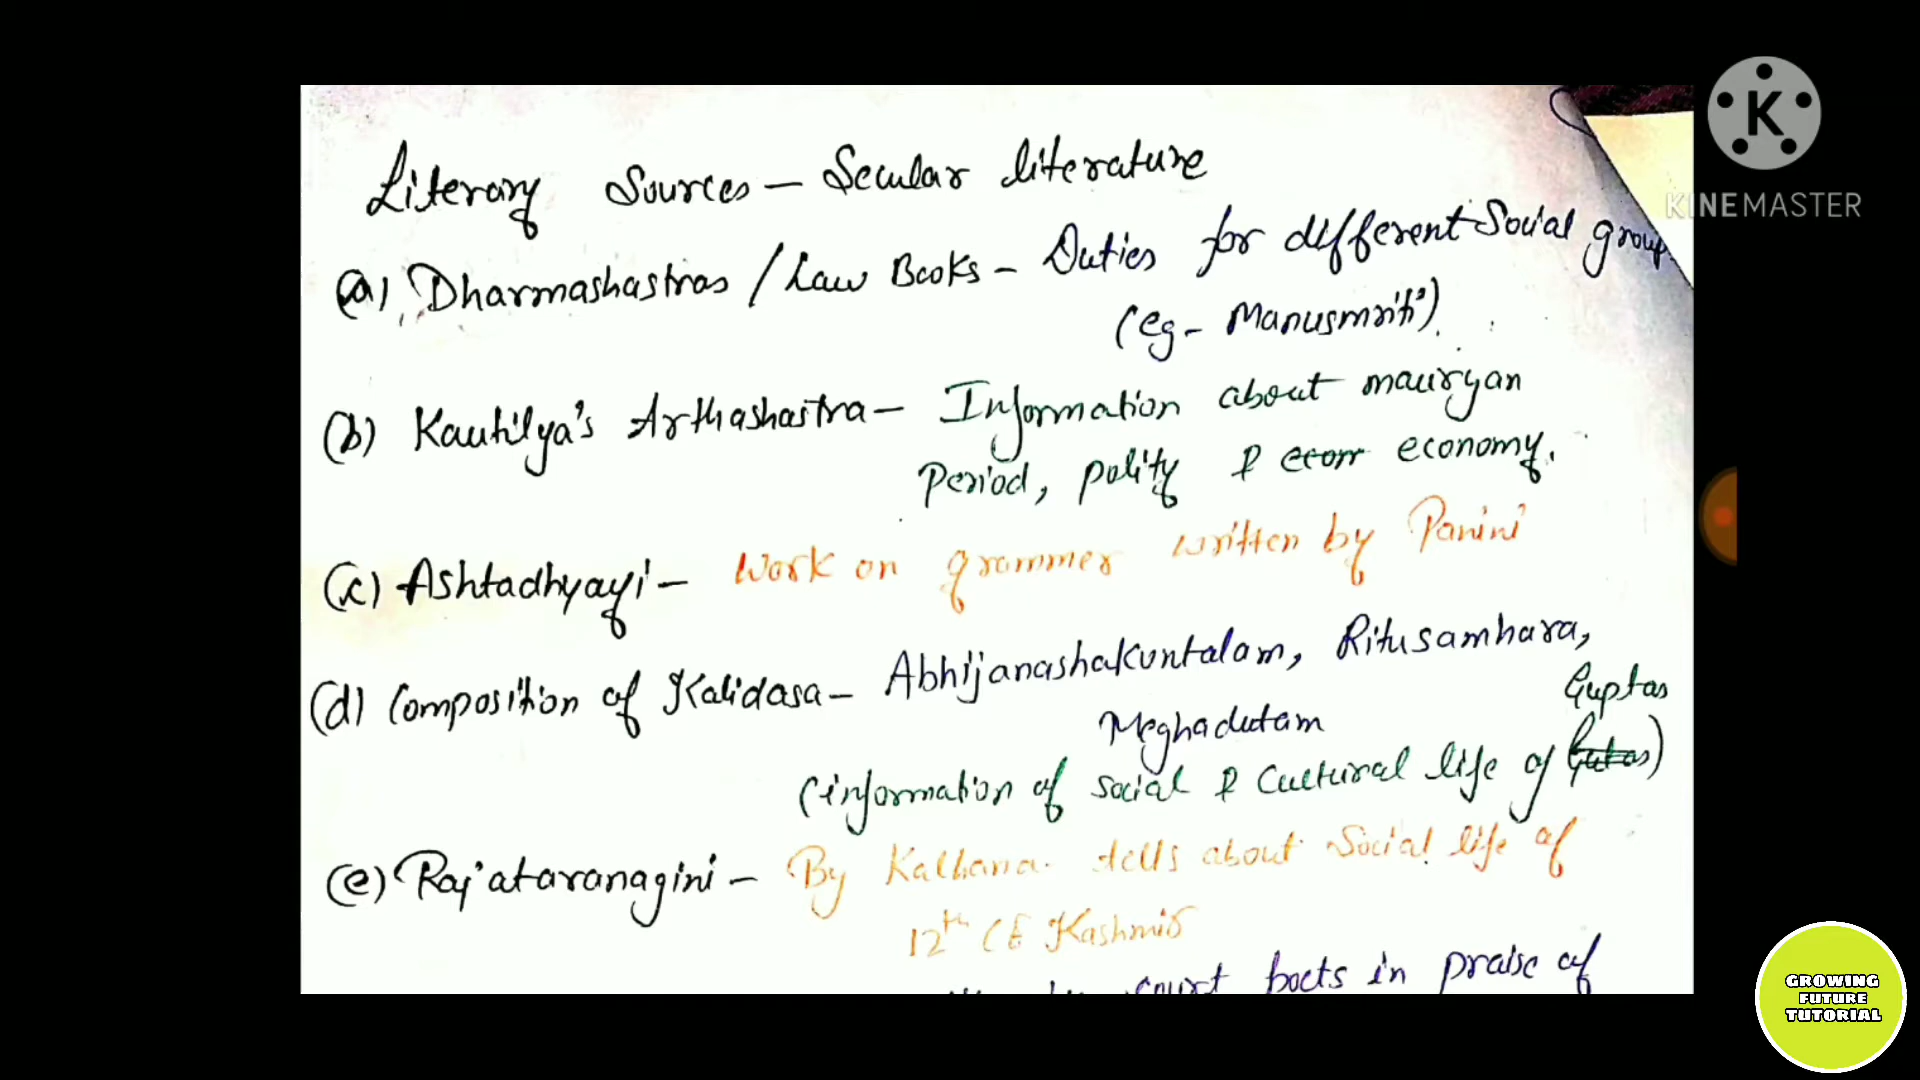 Literary Sources – Secular literature
(a) Dharmashastras / Law Books – Duties for different Social group
(eg – Manusmriti).
(b) Kautilya's Arthashastra – Information about mauryan
Period, polity & econ economy.
(c) Ashtadhyayi – Work on grammer written by Panini
(d) Composition of Kalidasa – Abhijanashakuntalam, Ritusamhara,
Meghadutam
Guptas
(information of social & Cultural life of Gutas)
(e) Rajataranagini – By Kalhana. tells about Social life of
12th CE Kashmir
court poets in praise of
K
KINEMASTER
GROWING
FUTURE
TUTORIAL